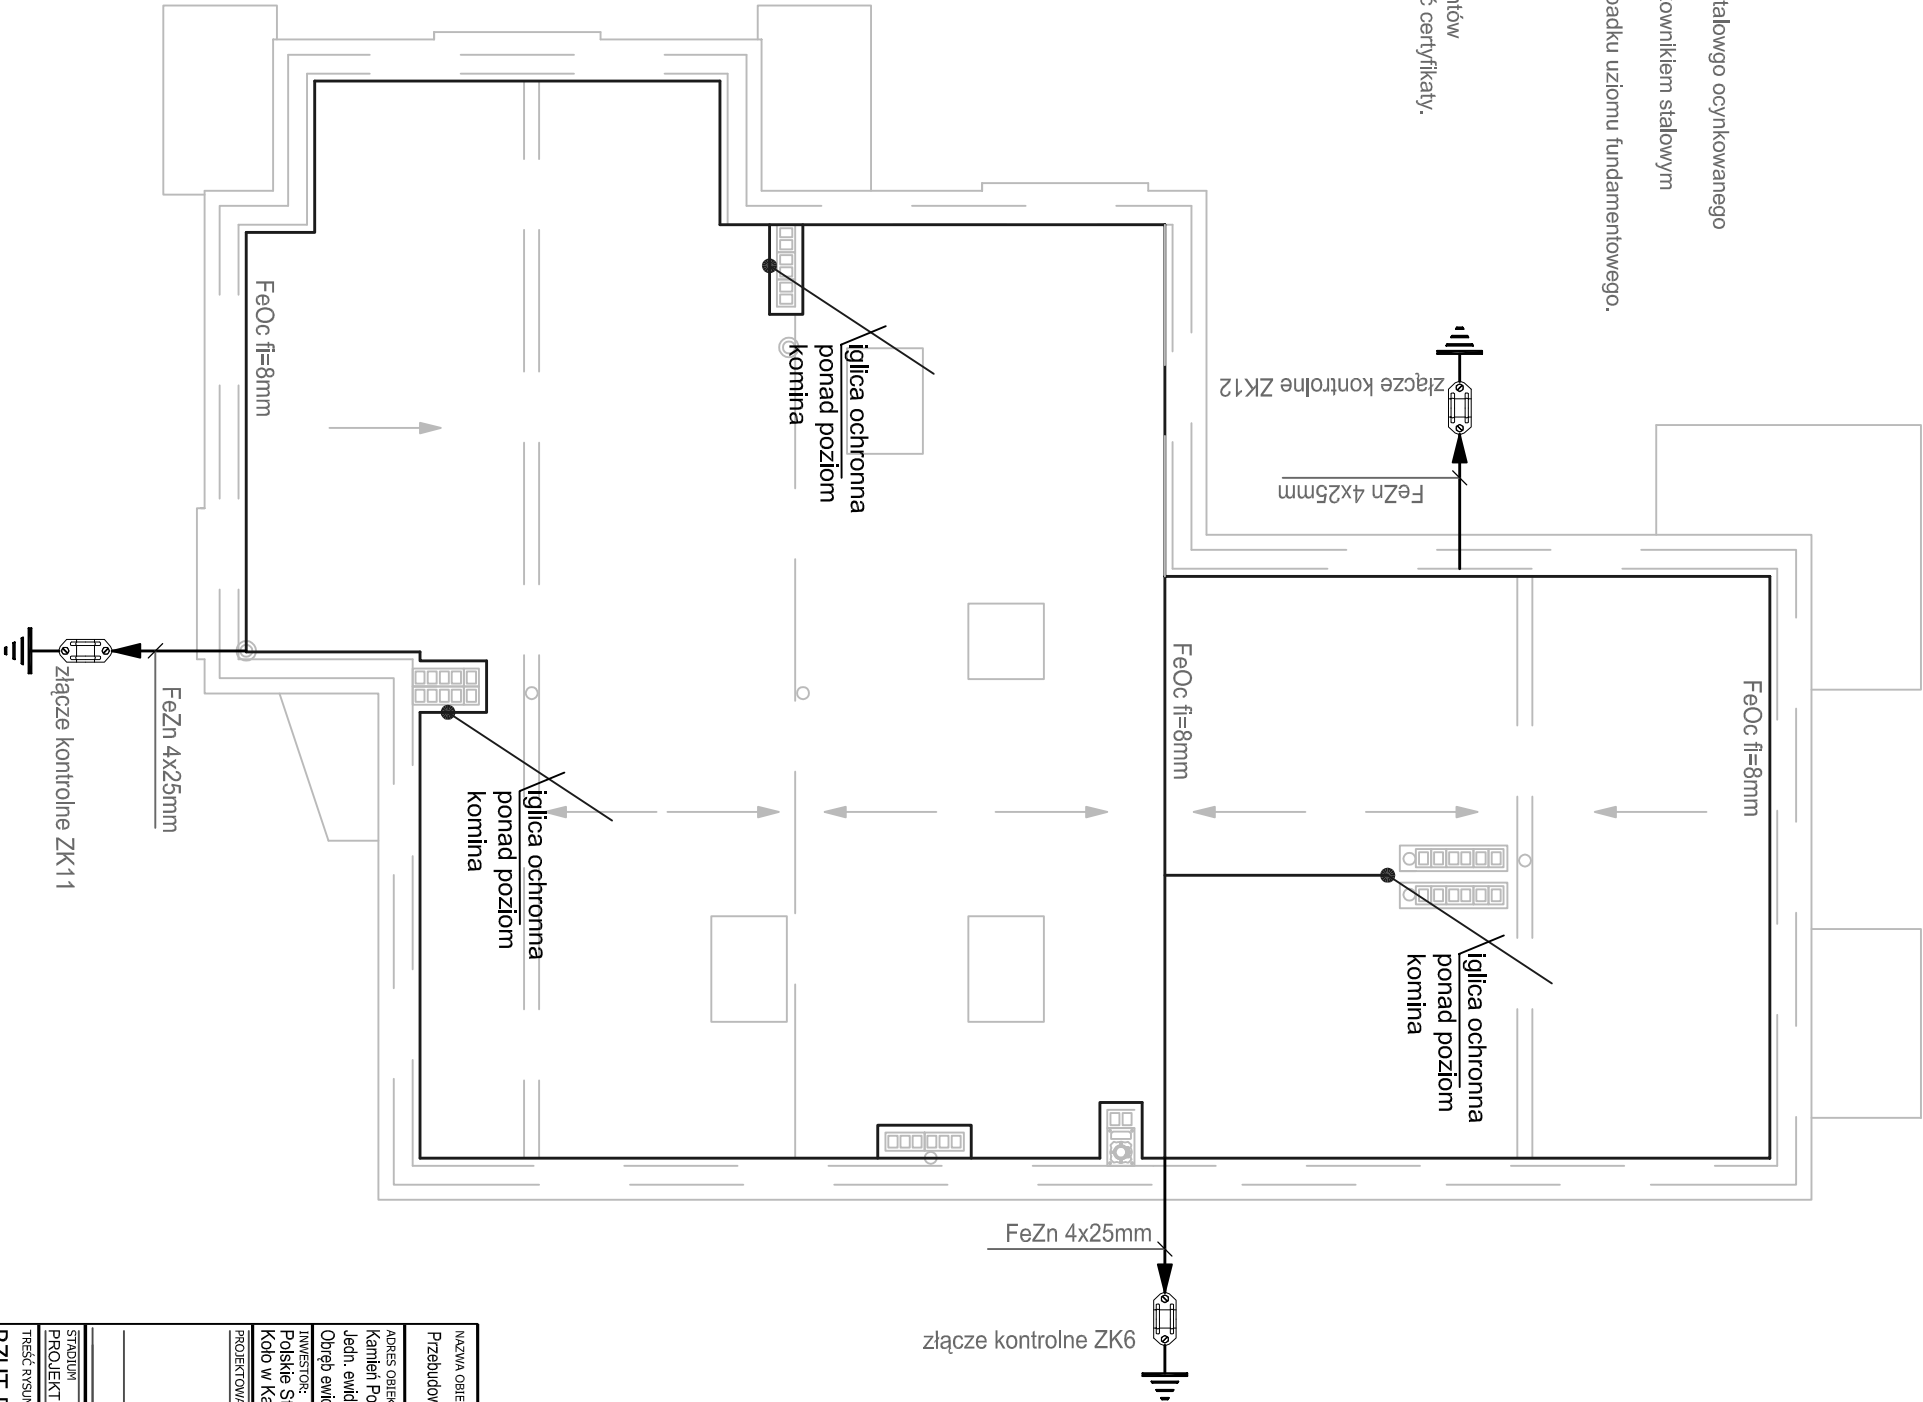 talowgo ocynkowanego
ownikiem stalowym
padku uziomu fundamentowego.
ntów
ć certyfikaty.
złącze kontrolne ZK12
FeZn 4x25mm
FeOc fi=8mm
iglica ochronna
ponad poziom
komina
FeOc fi=8mm
FeOc fi=8mm
iglica ochronna
ponad poziom
komina
iglica ochronna
ponad poziom
komina
FeZn 4x25mm
złącze kontrolne ZK11
FeZn 4x25mm
złącze kontrolne ZK6
NAZWA OBIE
Przebudow
ADRES OBIEK
Kamień Po
Jedn. ewid
Obręb ewid
INWESTOR:
Polskie St
Koło w Ka
PROJEKTOWA
STADIUM
PROJEKT
TREŚĆ RYSUN